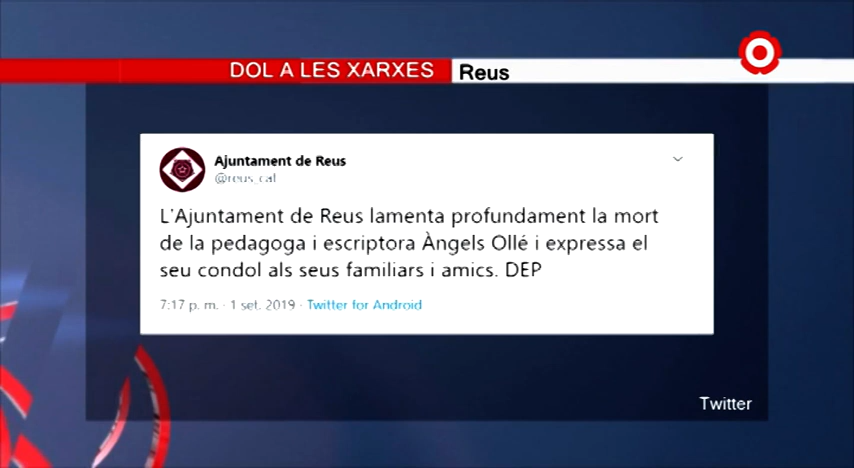 DOL A LES XARXES Reus
Ajuntament de Reus
@reus_cat
L'Ajuntament de Reus lamenta profundament la mort
de la pedagoga i escriptora Àngels Ollé i expressa el
seu condol als seus familiars i amics. DEP
7:17 p. m. · 1 set. 2019 · Twitter for Android
Twitter